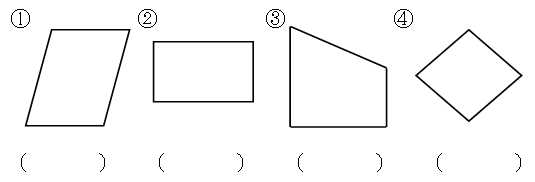 ① ② ③ ④
(　　) (　　) (　　) (　　)